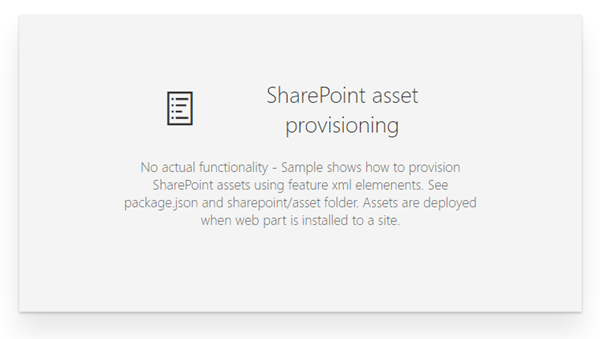 SharePoint asset
provisioning
No actual functionality - Sample shows how to provision
SharePoint assets using feature xml elemenents. See
package.json and sharepoint/asset folder. Assets are deployed
when web part is installed to a site.